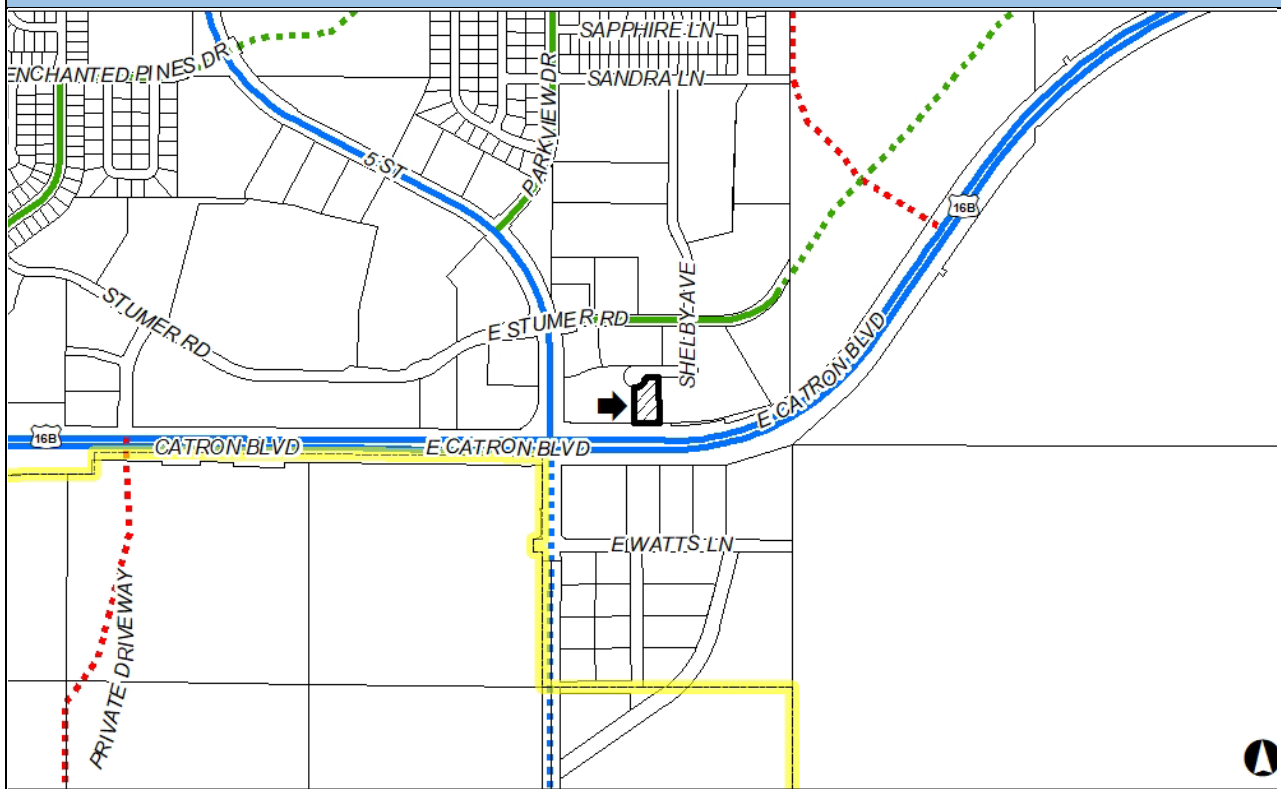 SAPPHIRE LN
ENCHANTED PINES DR
SANDRA LN
PARKVIEW DR
5 ST
16B
SHELBY AVE
STUMER RD
E STUMER RD
E CATRON BLVD
16B
CATRON BLVD
E CATRON BLVD
E WATTS LN
PRIVATE DRIVEWAY